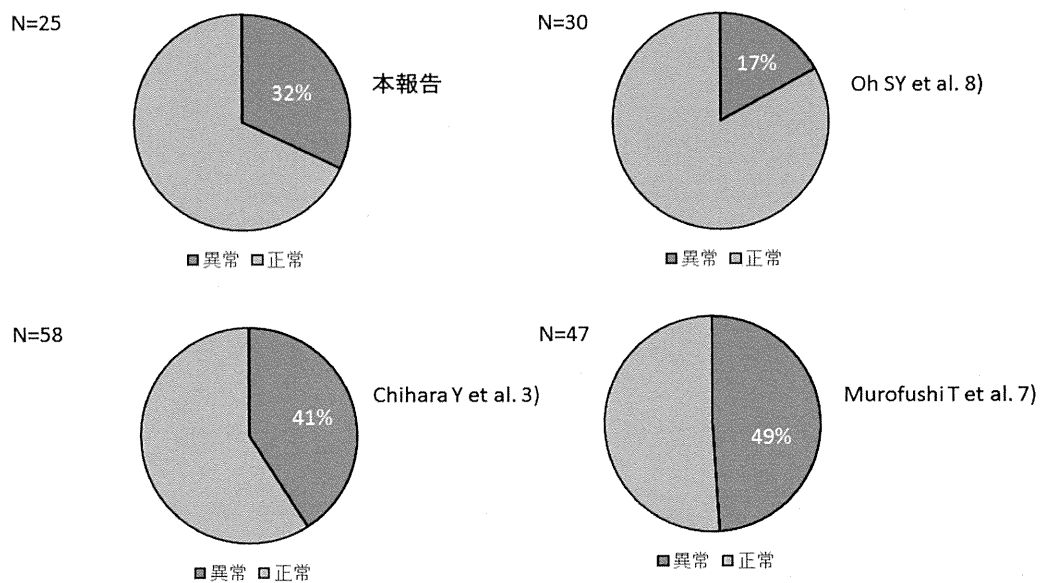 N=25
32%
本報告
■異常 □正常
N=30
17%
Oh SY et al. 8)
■異常 □正常
N=58
41%
Chihara Y et al. 3)
■異常 □正常
N=47
49%
Murofushi T et al. 7)
■異常 □正常